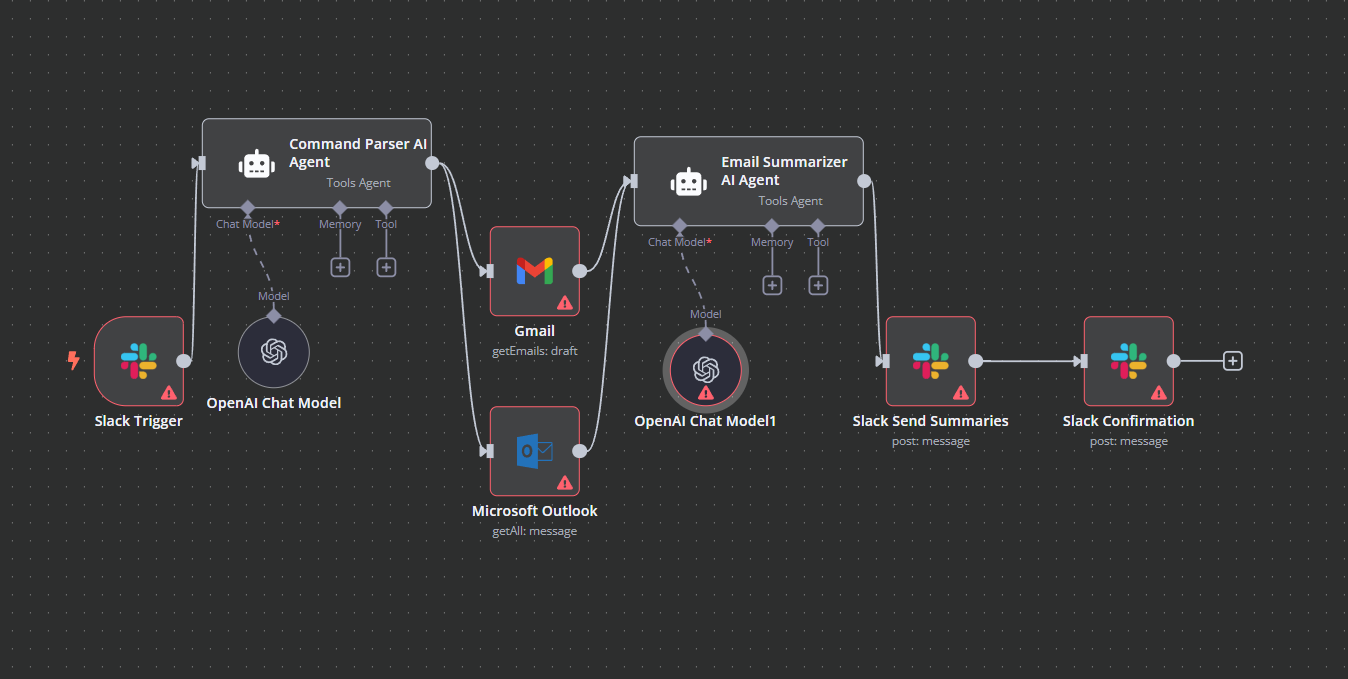 Command Parser AI
Agent
Tools Agent
Chat Model*
Memory
Tool
Model
OpenAI Chat Model
Slack Trigger
Gmail
getEmails: draft
Microsoft Outlook
getAll: message
Email Summarizer
AI Agent
Tools Agent
Chat Model*
Memory
Tool
Model
OpenAI Chat Model1
Slack Send Summaries
post: message
Slack Confirmation
post: message